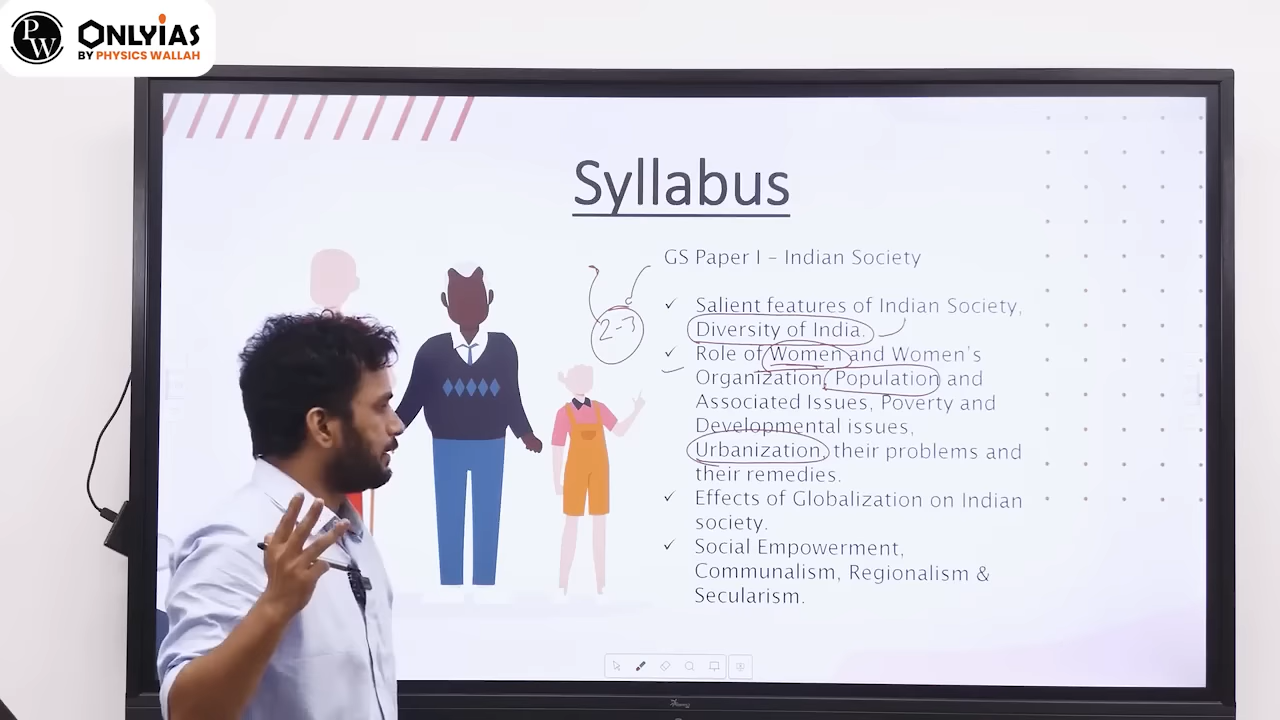 PW
ONLYIAS
BY PHYSICS WALLAH
Syllabus
GS Paper I – Indian Society
✓ Salient features of Indian Society,
Diversity of India.
✓ Role of Women and Women's
Organization, Population and
Associated Issues, Poverty and
Developmental issues,
Urbanization, their problems and
their remedies.
✓ Effects of Globalization on Indian
society.
✓ Social Empowerment,
Communalism, Regionalism &
Secularism.